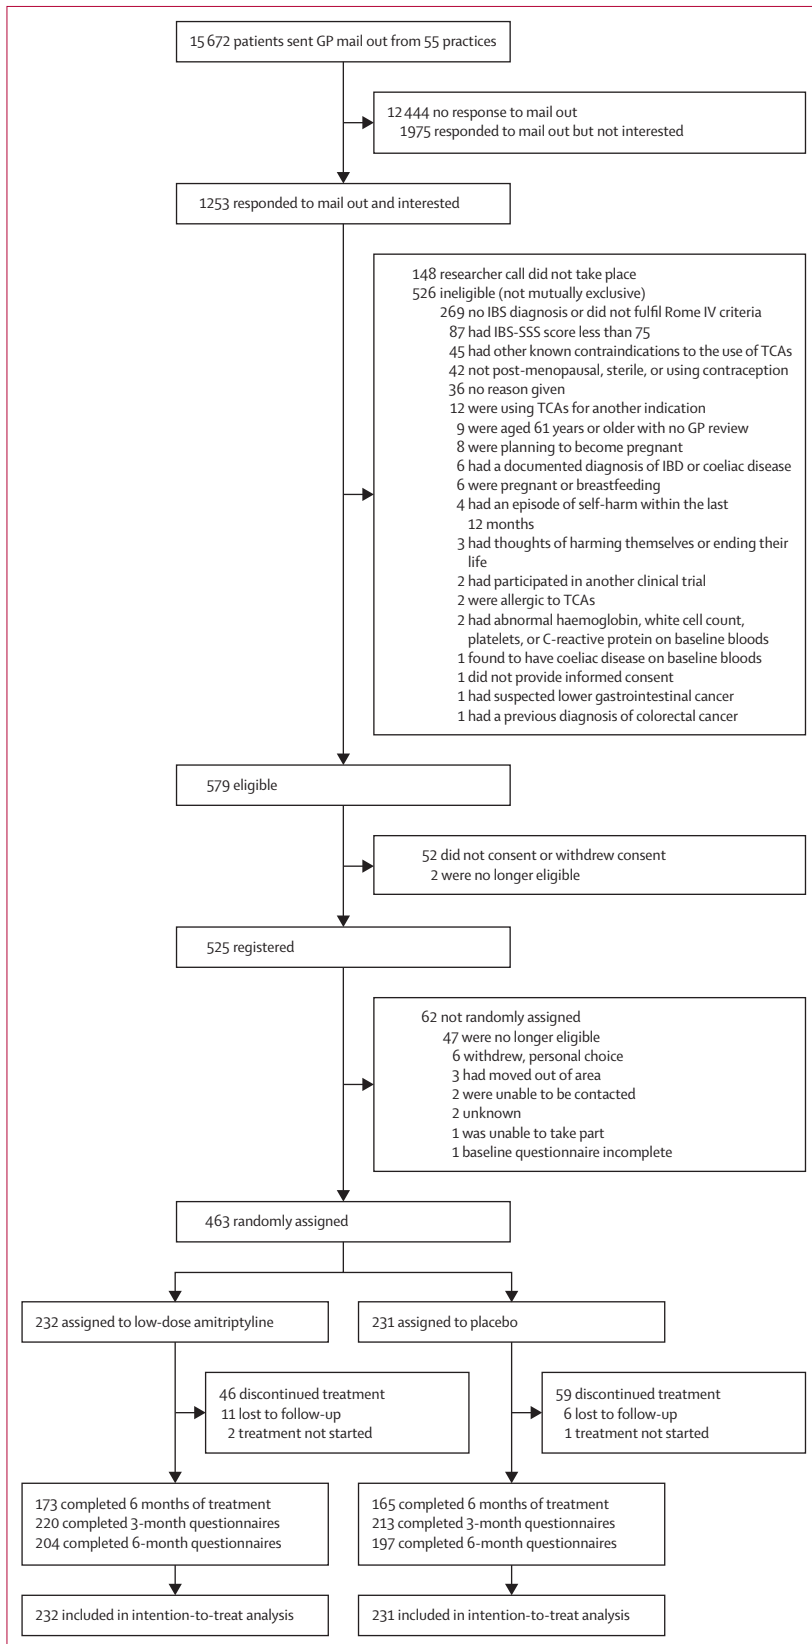 15 672 patients sent GP mail out from 55 practices
12 444 no response to mail out
1975 responded to mail out but not interested
1253 responded to mail out and interested
148 researcher call did not take place
526 ineligible (not mutually exclusive)
269 no IBS diagnosis or did not fulfil Rome IV criteria
87 had IBS-SSS score less than 75
45 had other known contraindications to the use of TCAs
42 not post-menopausal, sterile, or using contraception
36 no reason given
12 were using TCAs for another indication
9 were aged 61 years or older with no GP review
8 were planning to become pregnant
6 had a documented diagnosis of IBD or coeliac disease
6 were pregnant or breastfeeding
4 had an episode of self-harm within the last
12 months
3 had thoughts of harming themselves or ending their
life
2 had participated in another clinical trial
2 were allergic to TCAs
2 had abnormal haemoglobin, white cell count,
platelets, or C-reactive protein on baseline bloods
1 found to have coeliac disease on baseline bloods
1 did not provide informed consent
1 had suspected lower gastrointestinal cancer
1 had a previous diagnosis of colorectal cancer
579 eligible
52 did not consent or withdrew consent
2 were no longer eligible
525 registered
62 not randomly assigned
47 were no longer eligible
6 withdrew, personal choice
3 had moved out of area
2 were unable to be contacted
2 unknown
1 was unable to take part
1 baseline questionnaire incomplete
463 randomly assigned
232 assigned to low-dose amitriptyline
231 assigned to placebo
46 discontinued treatment
11 lost to follow-up
2 treatment not started
59 discontinued treatment
6 lost to follow-up
1 treatment not started
173 completed 6 months of treatment
220 completed 3-month questionnaires
204 completed 6-month questionnaires
165 completed 6 months of treatment
213 completed 3-month questionnaires
197 completed 6-month questionnaires
232 included in intention-to-treat analysis
231 included in intention-to-treat analysis